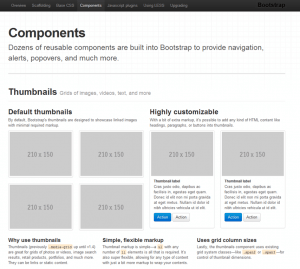 Overview Scaffolding Base CSS Components Javascript plugins Using LESS Upgrading Bootstrap
Components
Dozens of reusable components are built into Bootstrap to provide navigation,
alerts, popovers, and much more.
Thumbnails Grids of images, videos, text, and more
Default thumbnails
By default, Bootstrap's thumbnails are designed to showcase linked images
with minimal required markup.
210 x 150
210 x 150
210 x 150
210 x 150
Highly customizable
With a bit of extra markup, it's possible to add any kind of HTML content like
headings, paragraphs, or buttons into thumbnails.
210 x 150
210 x 150
Thumbnail label
Cras justo odio, dapibus ac
facilisis in, egestas eget quam.
Donec id elit non mi porta gravida
at eget metus. Nullam id dolor id
nibh ultricies vehicula ut id elit.
Action Action
Thumbnail label
Cras justo odio, dapibus ac
facilisis in, egestas eget quam.
Donec id elit non mi porta gravida
at eget metus. Nullam id dolor id
nibh ultricies vehicula ut id elit.
Action Action
Why use thumbnails
Thumbnails (previously .media-grid up until v1.4)
are great for grids of photos or videos, image search
results, retail products, portfolios, and much more.
They can be links or static content.
Simple, flexible markup
Thumbnail markup is simple—a ul with any
number of li elements is all that is required. It's
also super flexible, allowing for any type of content
with just a bit more markup to wrap your contents.
Uses grid column sizes
Lastly, the thumbnails component uses existing
grid system classes—like .span2 or .span3—for
control of thumbnail dimensions.